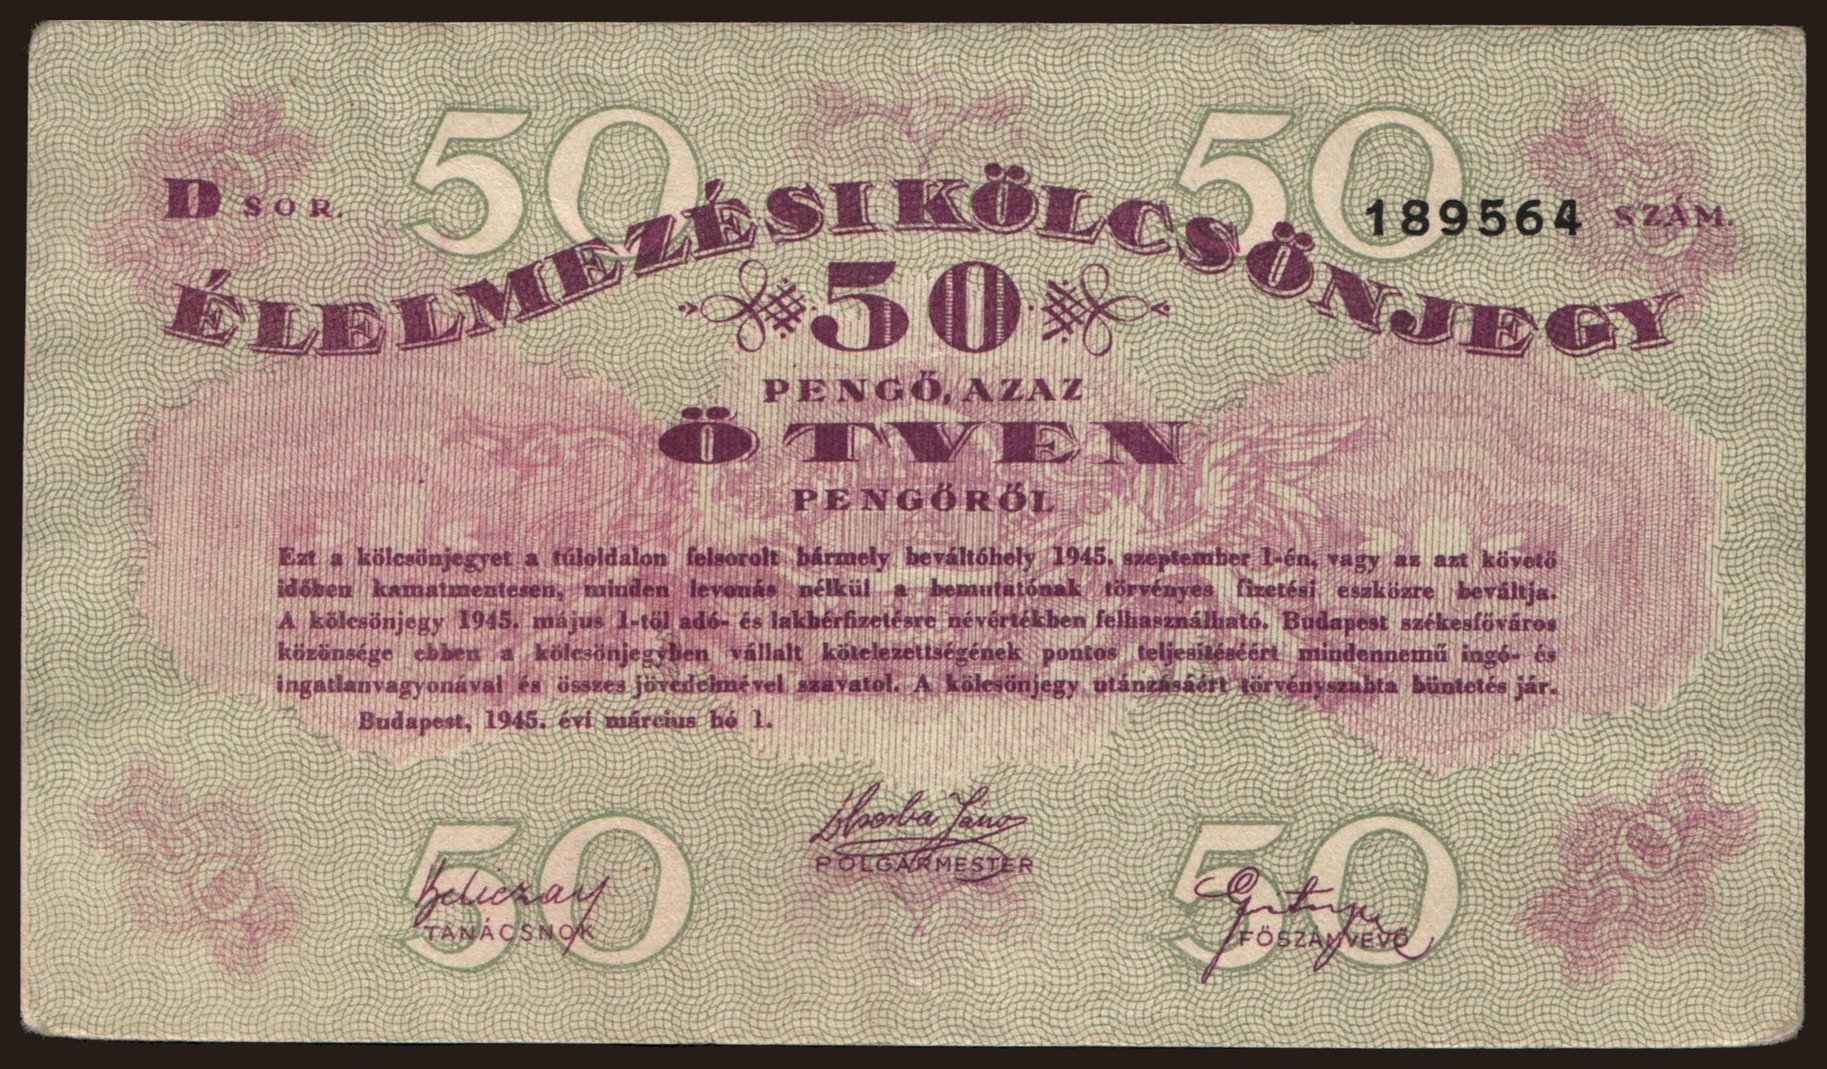 50 50
D SOR. 189564 SZÁM.
ÉLELMEZÉSI KÖLCSÖNJEGY
50
PENGŐ, AZAZ
ÖTVEN
PENGŐRŐL
Ezt a kölcsönjegyet a túloldalon felsorolt bármely beváltóhely 1945. szeptember 1-én, vagy az azt követő
időben kamatmentesen, minden levonás nélkül a bemutatónak törvényes fizetési eszközre beváltja.
A kölcsönjegy 1945. május 1-től adó- és lakbérfizetésre névértékben felhasználható. Budapest székesfőváros
közönsége ebben a kölcsönjegyben vállalt kötelezettségének pontos teljesítéséért mindennemű ingó- és
ingatlanvagyonával és összes jövedelmével szavatol. A kölcsönjegy utánzásáért törvényszabta büntetés jár.
Budapest, 1945. évi március hó 1.
Csorba János
POLGÁRMESTER
50 50
TANÁCSNOK
FŐSZÁMVEVŐ